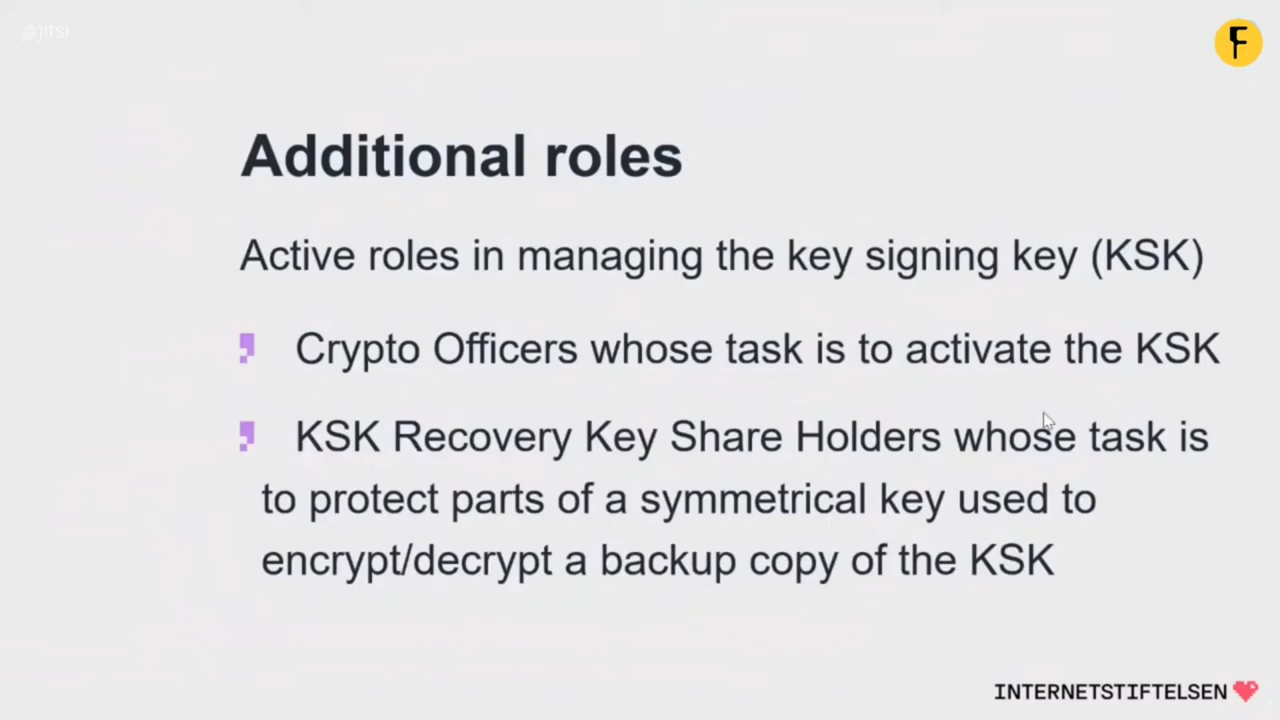 @jitsi
F
Additional roles
Active roles in managing the key signing key (KSK)
Crypto Officers whose task is to activate the KSK
KSK Recovery Key Share Holders whose task is
to protect parts of a symmetrical key used to
encrypt/decrypt a backup copy of the KSK
INTERNETSTIFTELSEN